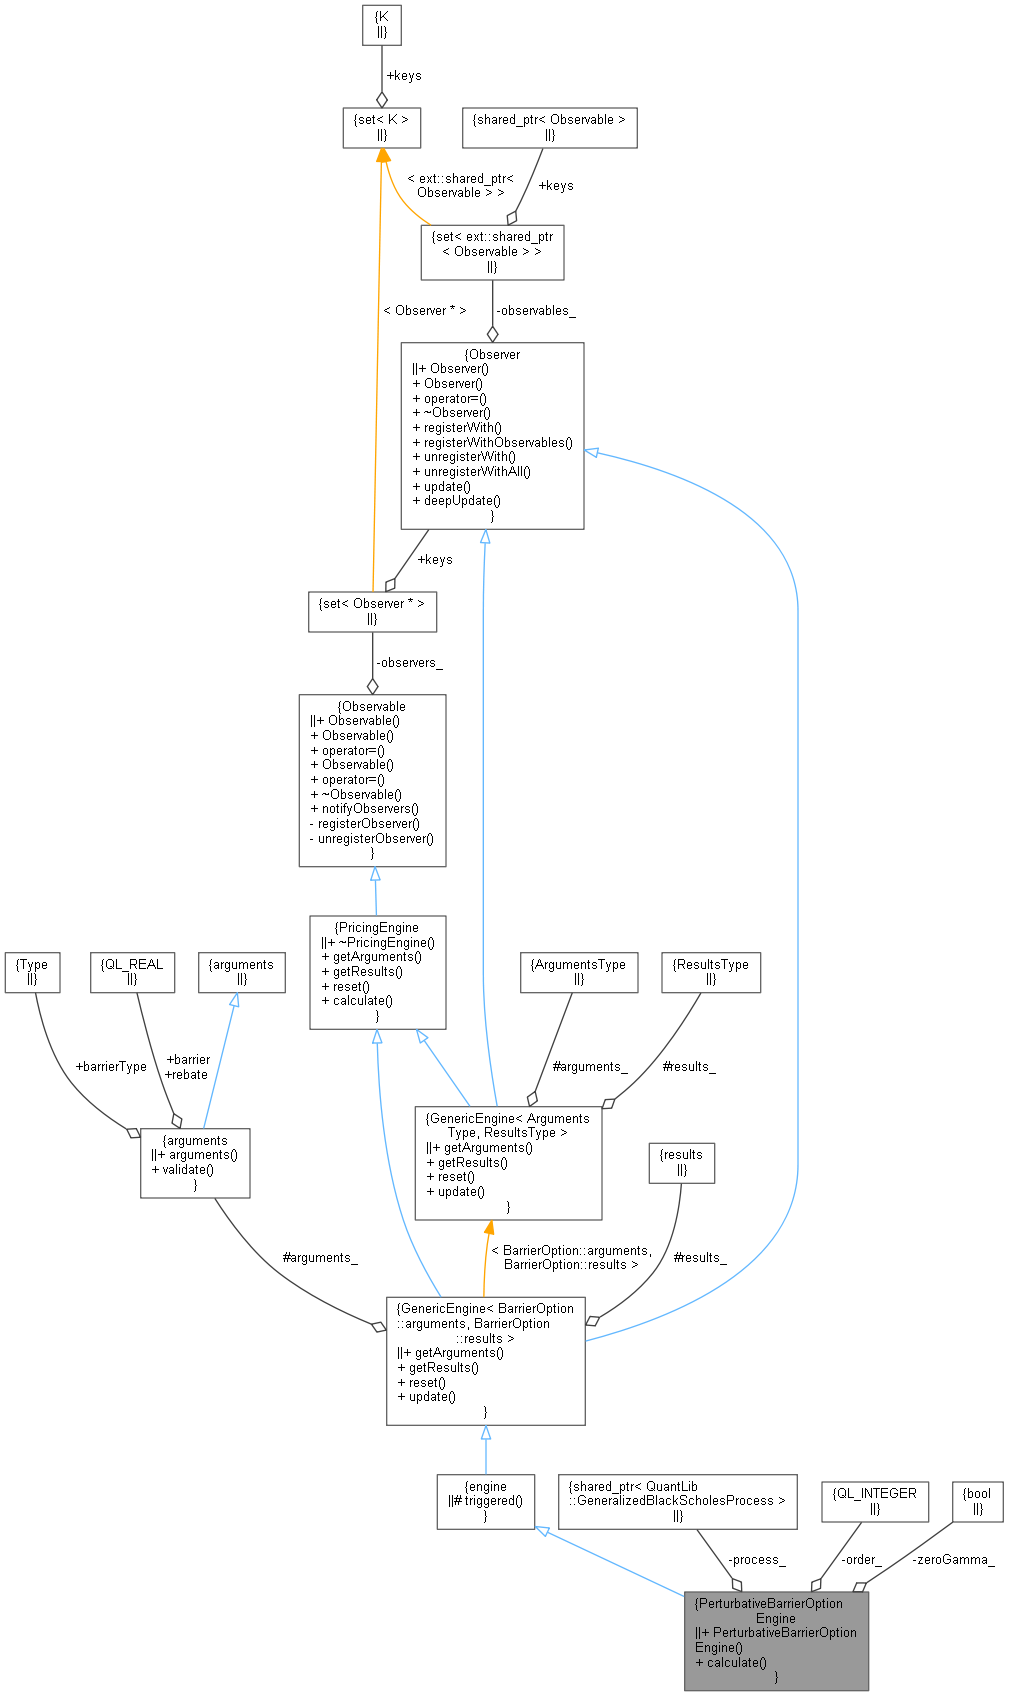 {K
||}
+keys
{set< K >
||}
{shared_ptr< Observable >
||}
< ext::shared_ptr<
Observable > >
+keys
{set< ext::shared_ptr
< Observable > >
||}
< Observer * >
-observables_
{Observer
||+ Observer()
+ Observer()
+ operator=()
+ ~Observer()
+ registerWith()
+ registerWithObservables()
+ unregisterWith()
+ unregisterWithAll()
+ update()
+ deepUpdate()
}
+keys
{set< Observer * >
||}
-observers_
{Observable
||+ Observable()
+ Observable()
+ operator=()
+ Observable()
+ operator=()
+ ~Observable()
+ notifyObservers()
- registerObserver()
- unregisterObserver()
}
{PricingEngine
||+ ~PricingEngine()
+ getArguments()
+ getResults()
+ reset()
+ calculate()
}
{Type
||}
{QL_REAL
||}
{arguments
||}
{ArgumentsType
||}
{ResultsType
||}
+barrierType
+barrier
+rebate
#arguments_
#results_
{arguments
||+ arguments()
+ validate()
}
{GenericEngine< Arguments
Type, ResultsType >
||+ getArguments()
+ getResults()
+ reset()
+ update()
}
{results
||}
#arguments_
< BarrierOption::arguments,
BarrierOption::results >
#results_
{GenericEngine< BarrierOption
::arguments, BarrierOption
::results >
||+ getArguments()
+ getResults()
+ reset()
+ update()
}
{engine
||# triggered()
}
{shared_ptr< QuantLib
::GeneralizedBlackScholesProcess >
||}
{QL_INTEGER
||}
{bool
||}
-process_
-order_
-zeroGamma_
{PerturbativeBarrierOption
Engine
||+ PerturbativeBarrierOption
Engine()
+ calculate()
}